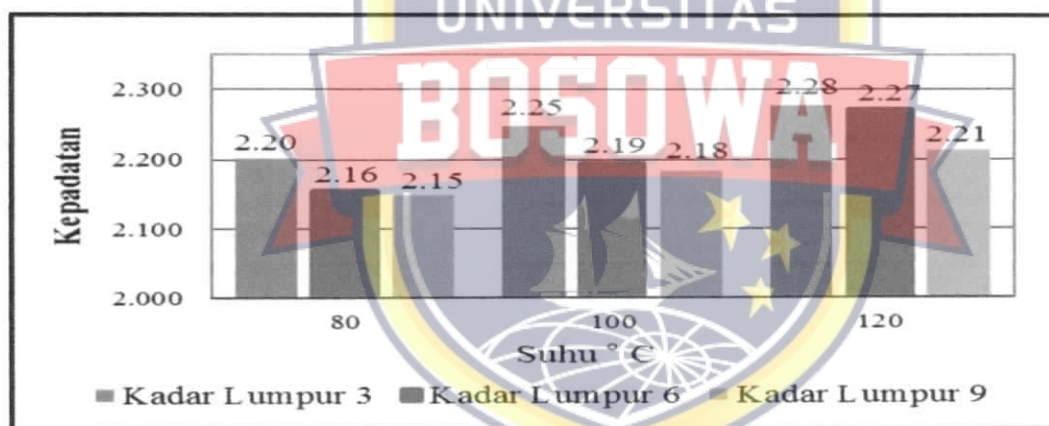 UNIVERSITAS
BOSOWA
Kepadatan
2.300
2.200
2.100
2.000
2.20
2.16
2.15
2.25
2.19
2.18
2.28
2.27
2.21
80
100
120
Suhu ° C
Kadar Lumpur 3
Kadar Lumpur 6
Kadar Lumpur 9